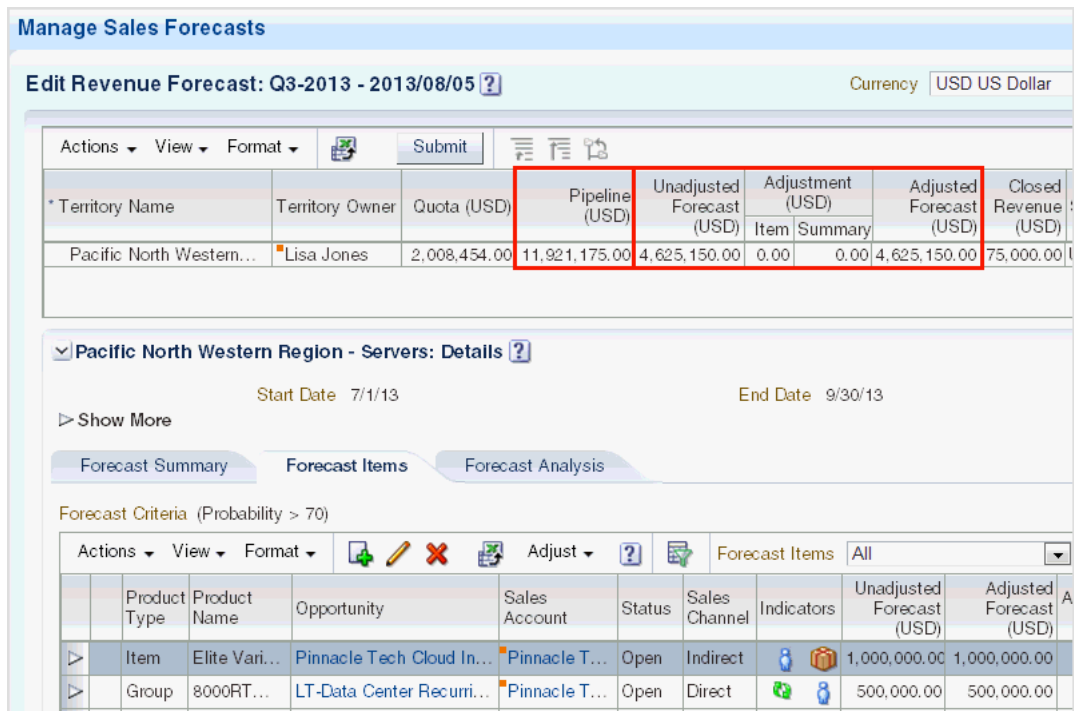 Manage Sales Forecasts
Edit Revenue Forecast: Q3-2013 - 2013/08/05 ?
Currency USD US Dollar
Actions View Format Submit
* Territory Name Territory Owner Quota (USD) Pipeline (USD) Unadjusted Forecast (USD) Adjustment (USD) Item Summary Adjusted Forecast (USD) Closed Revenue (USD)
Pacific North Western... Lisa Jones 2,008,454.00 11,921,175.00 4,625,150.00 0.00 0.00 4,625,150.00 75,000.00
Pacific North Western Region - Servers: Details ?
Start Date 7/1/13 End Date 9/30/13
Show More
Forecast Summary Forecast Items Forecast Analysis
Forecast Criteria (Probability > 70)
Actions View Format Adjust ? Forecast Items All
Product Type Product Name Opportunity Sales Account Status Sales Channel Indicators Unadjusted Forecast (USD) Adjusted Forecast (USD)
Item Elite Vari... Pinnacle Tech Cloud In... Pinnacle T... Open Indirect 1,000,000.00 1,000,000.00
Group 8000RT... LT-Data Center Recurri... Pinnacle T... Open Direct 500,000.00 500,000.00